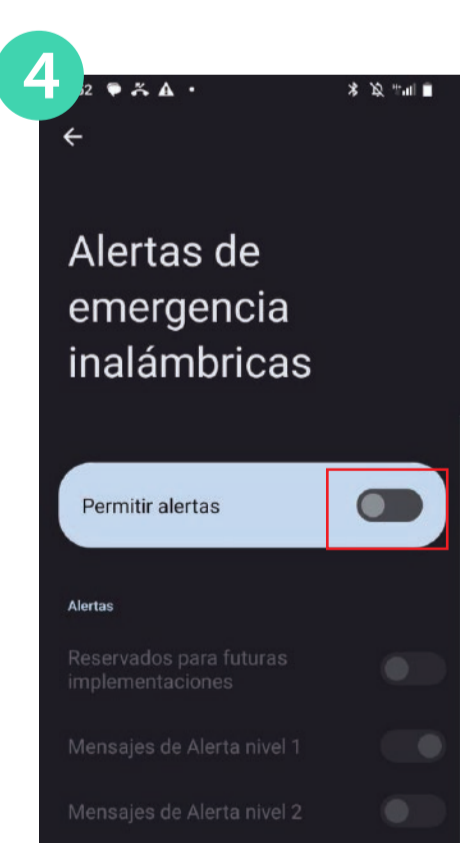 4
Alertas de
emergencia
inalámbricas
Permitir alertas
Alertas
Reservados para futuras
implementaciones
Mensajes de Alerta nivel 1
Mensajes de Alerta nivel 2